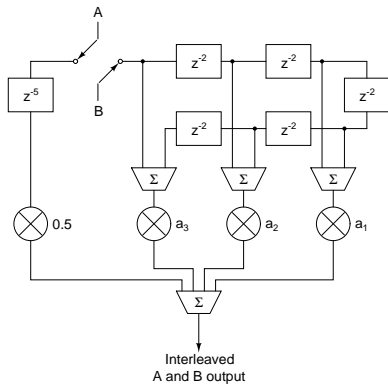 A
z⁻⁵
B
z⁻² z⁻² z⁻²
z⁻² z⁻²
Σ Σ Σ
0.5 a₃ a₂ a₁
Σ
Interleaved
A and B output